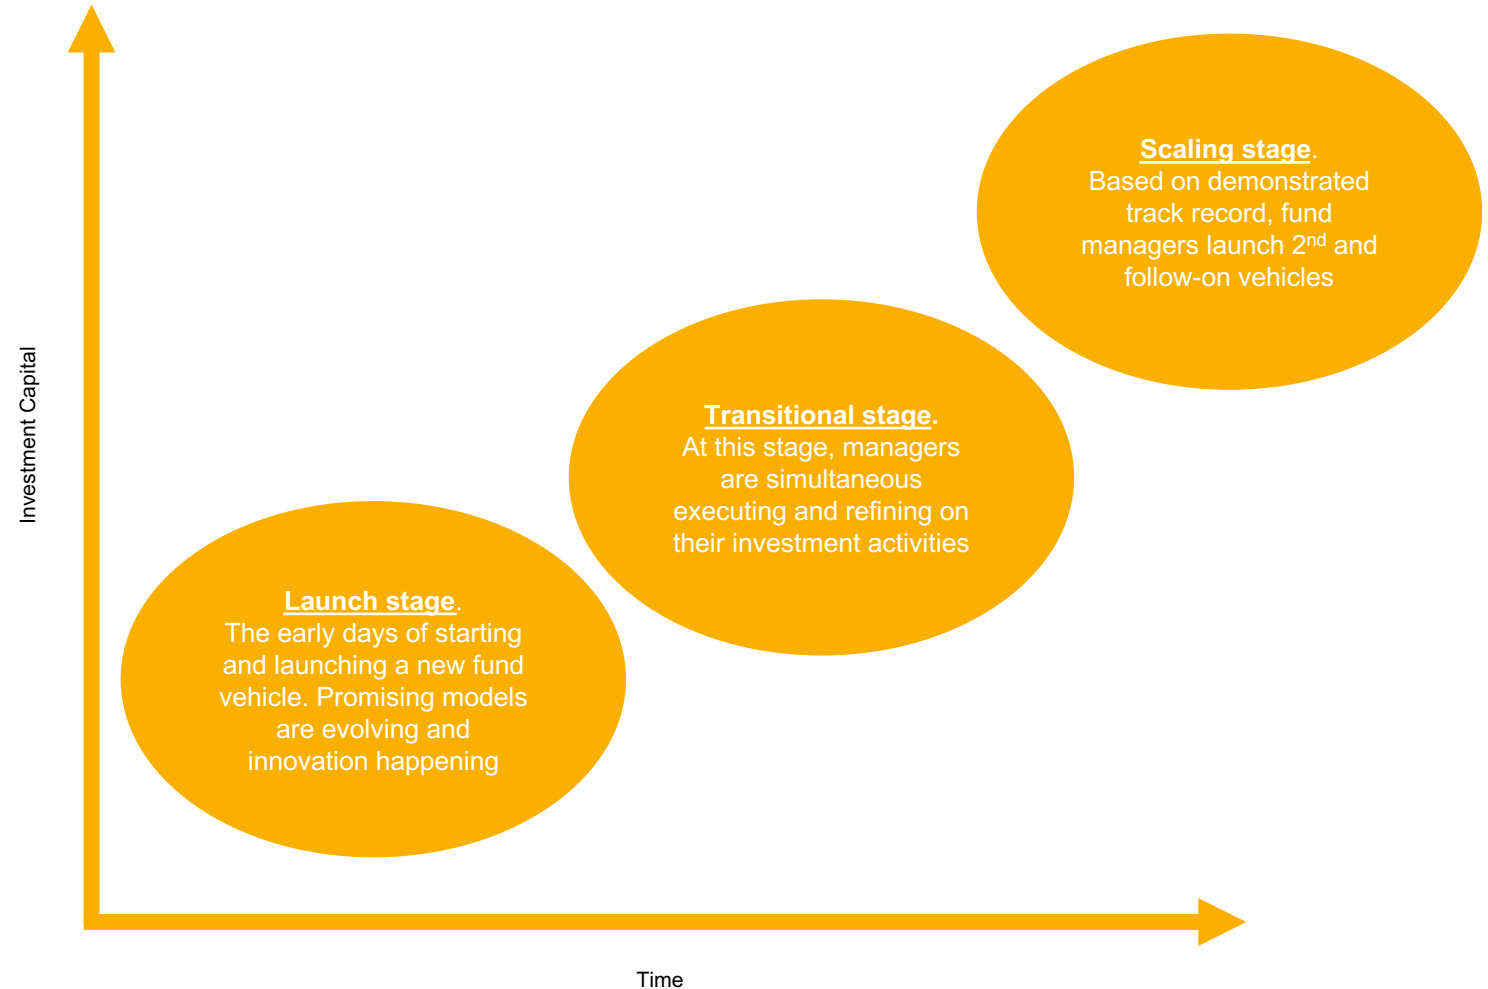 Scaling stage.
Based on demonstrated
track record, fund
managers launch 2nd and
follow-on vehicles
Transitional stage.
At this stage, managers
are simultaneous
executing and refining on
their investment activities
Launch stage.
The early days of starting
and launching a new fund
vehicle. Promising models
are evolving and
innovation happening
Investment Capital
Time